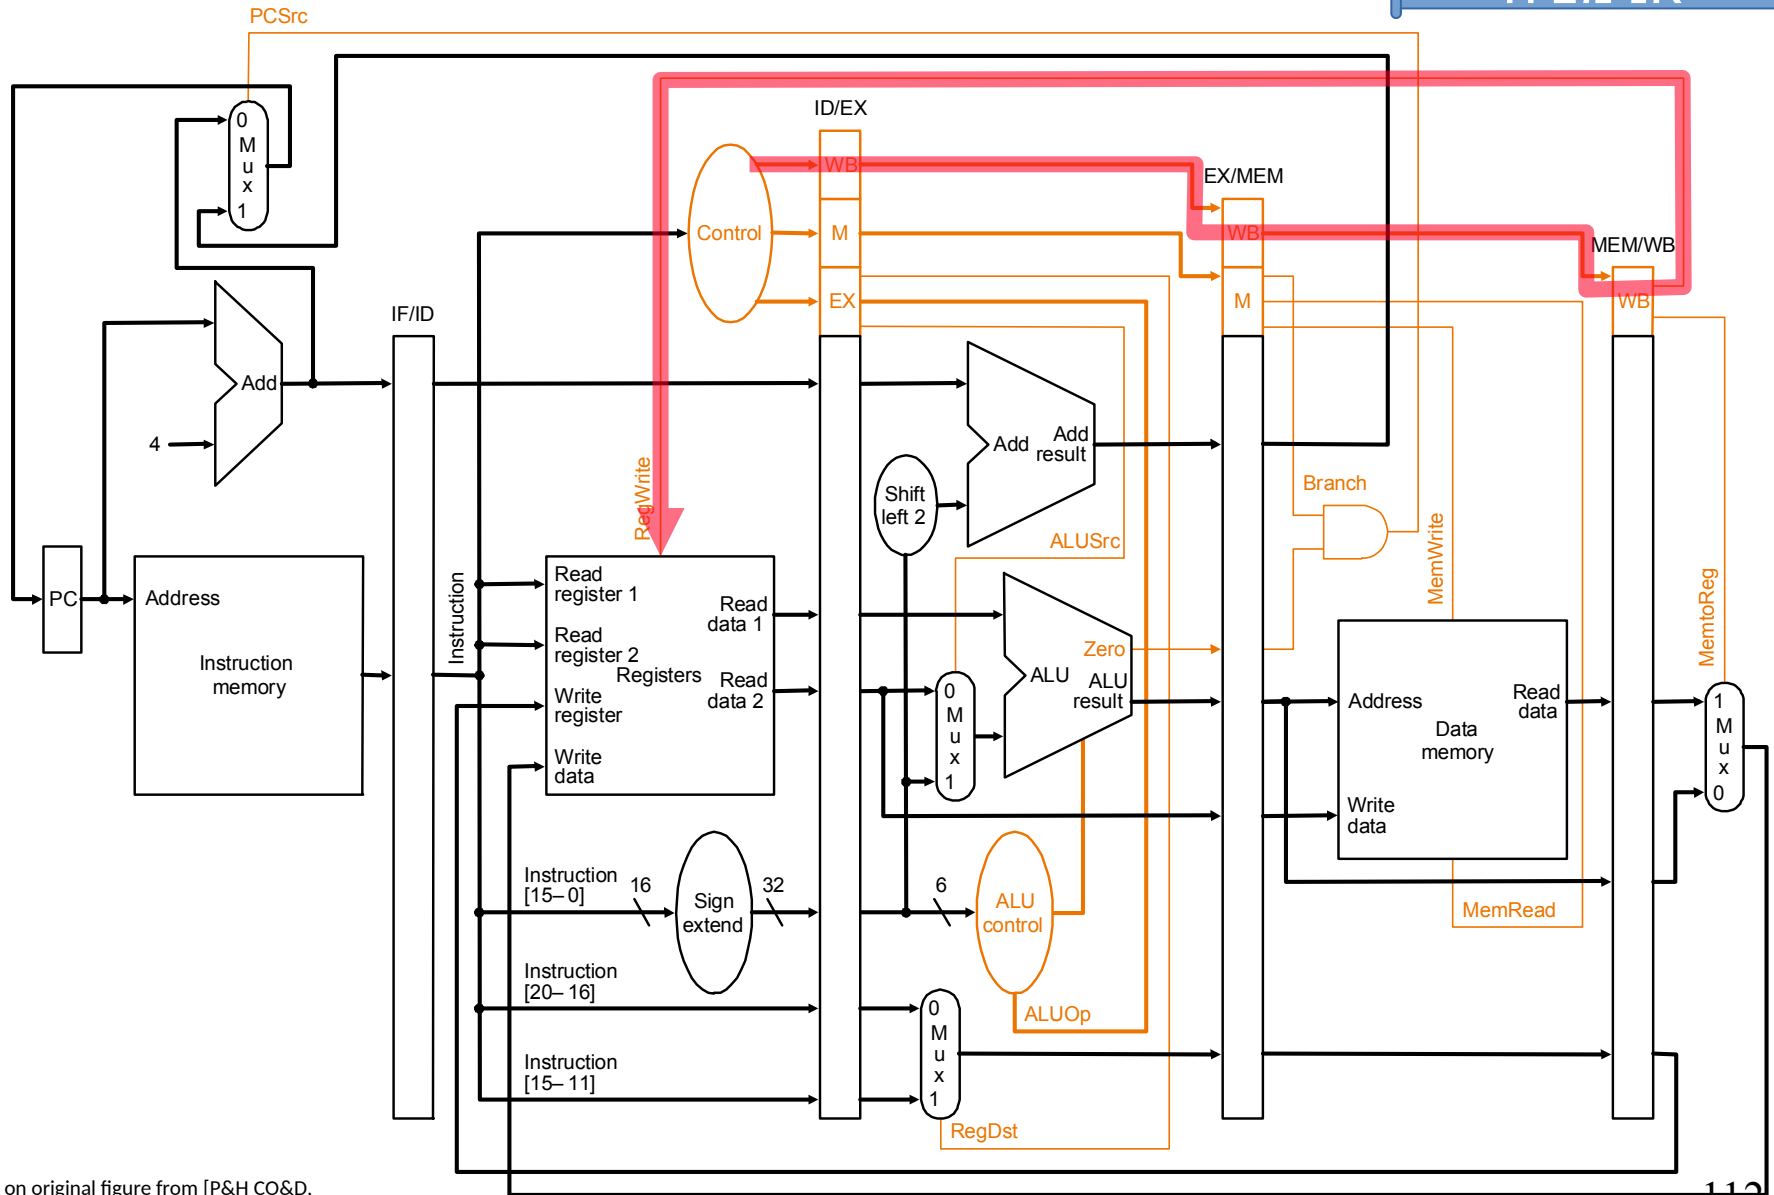 PCSrc
0
M
u
x
1
ID/EX
WB
Control
M
EX
EX/MEM
WB
M
MEM/WB
WB
IF/ID
Add
4
Add
Add
result
Shift
left 2
RegWrite
Branch
ALUSrc
MemWrite
MemtoReg
PC
Address
Instruction
memory
Instruction
Read
register 1
Read
register 2
Registers
Write
register
Write
data
Read
data 1
Read
data 2
0
M
u
x
1
Zero
ALU
ALU
result
Address
Read
data
Data
memory
Write
data
1
M
u
x
0
Instruction
[15–0]
16
Sign
extend
32
6
ALU
control
MemRead
Instruction
[20–16]
0
M
u
x
1
ALUOp
Instruction
[15–11]
RegDst
on original figure from [P&H CO&D,
112